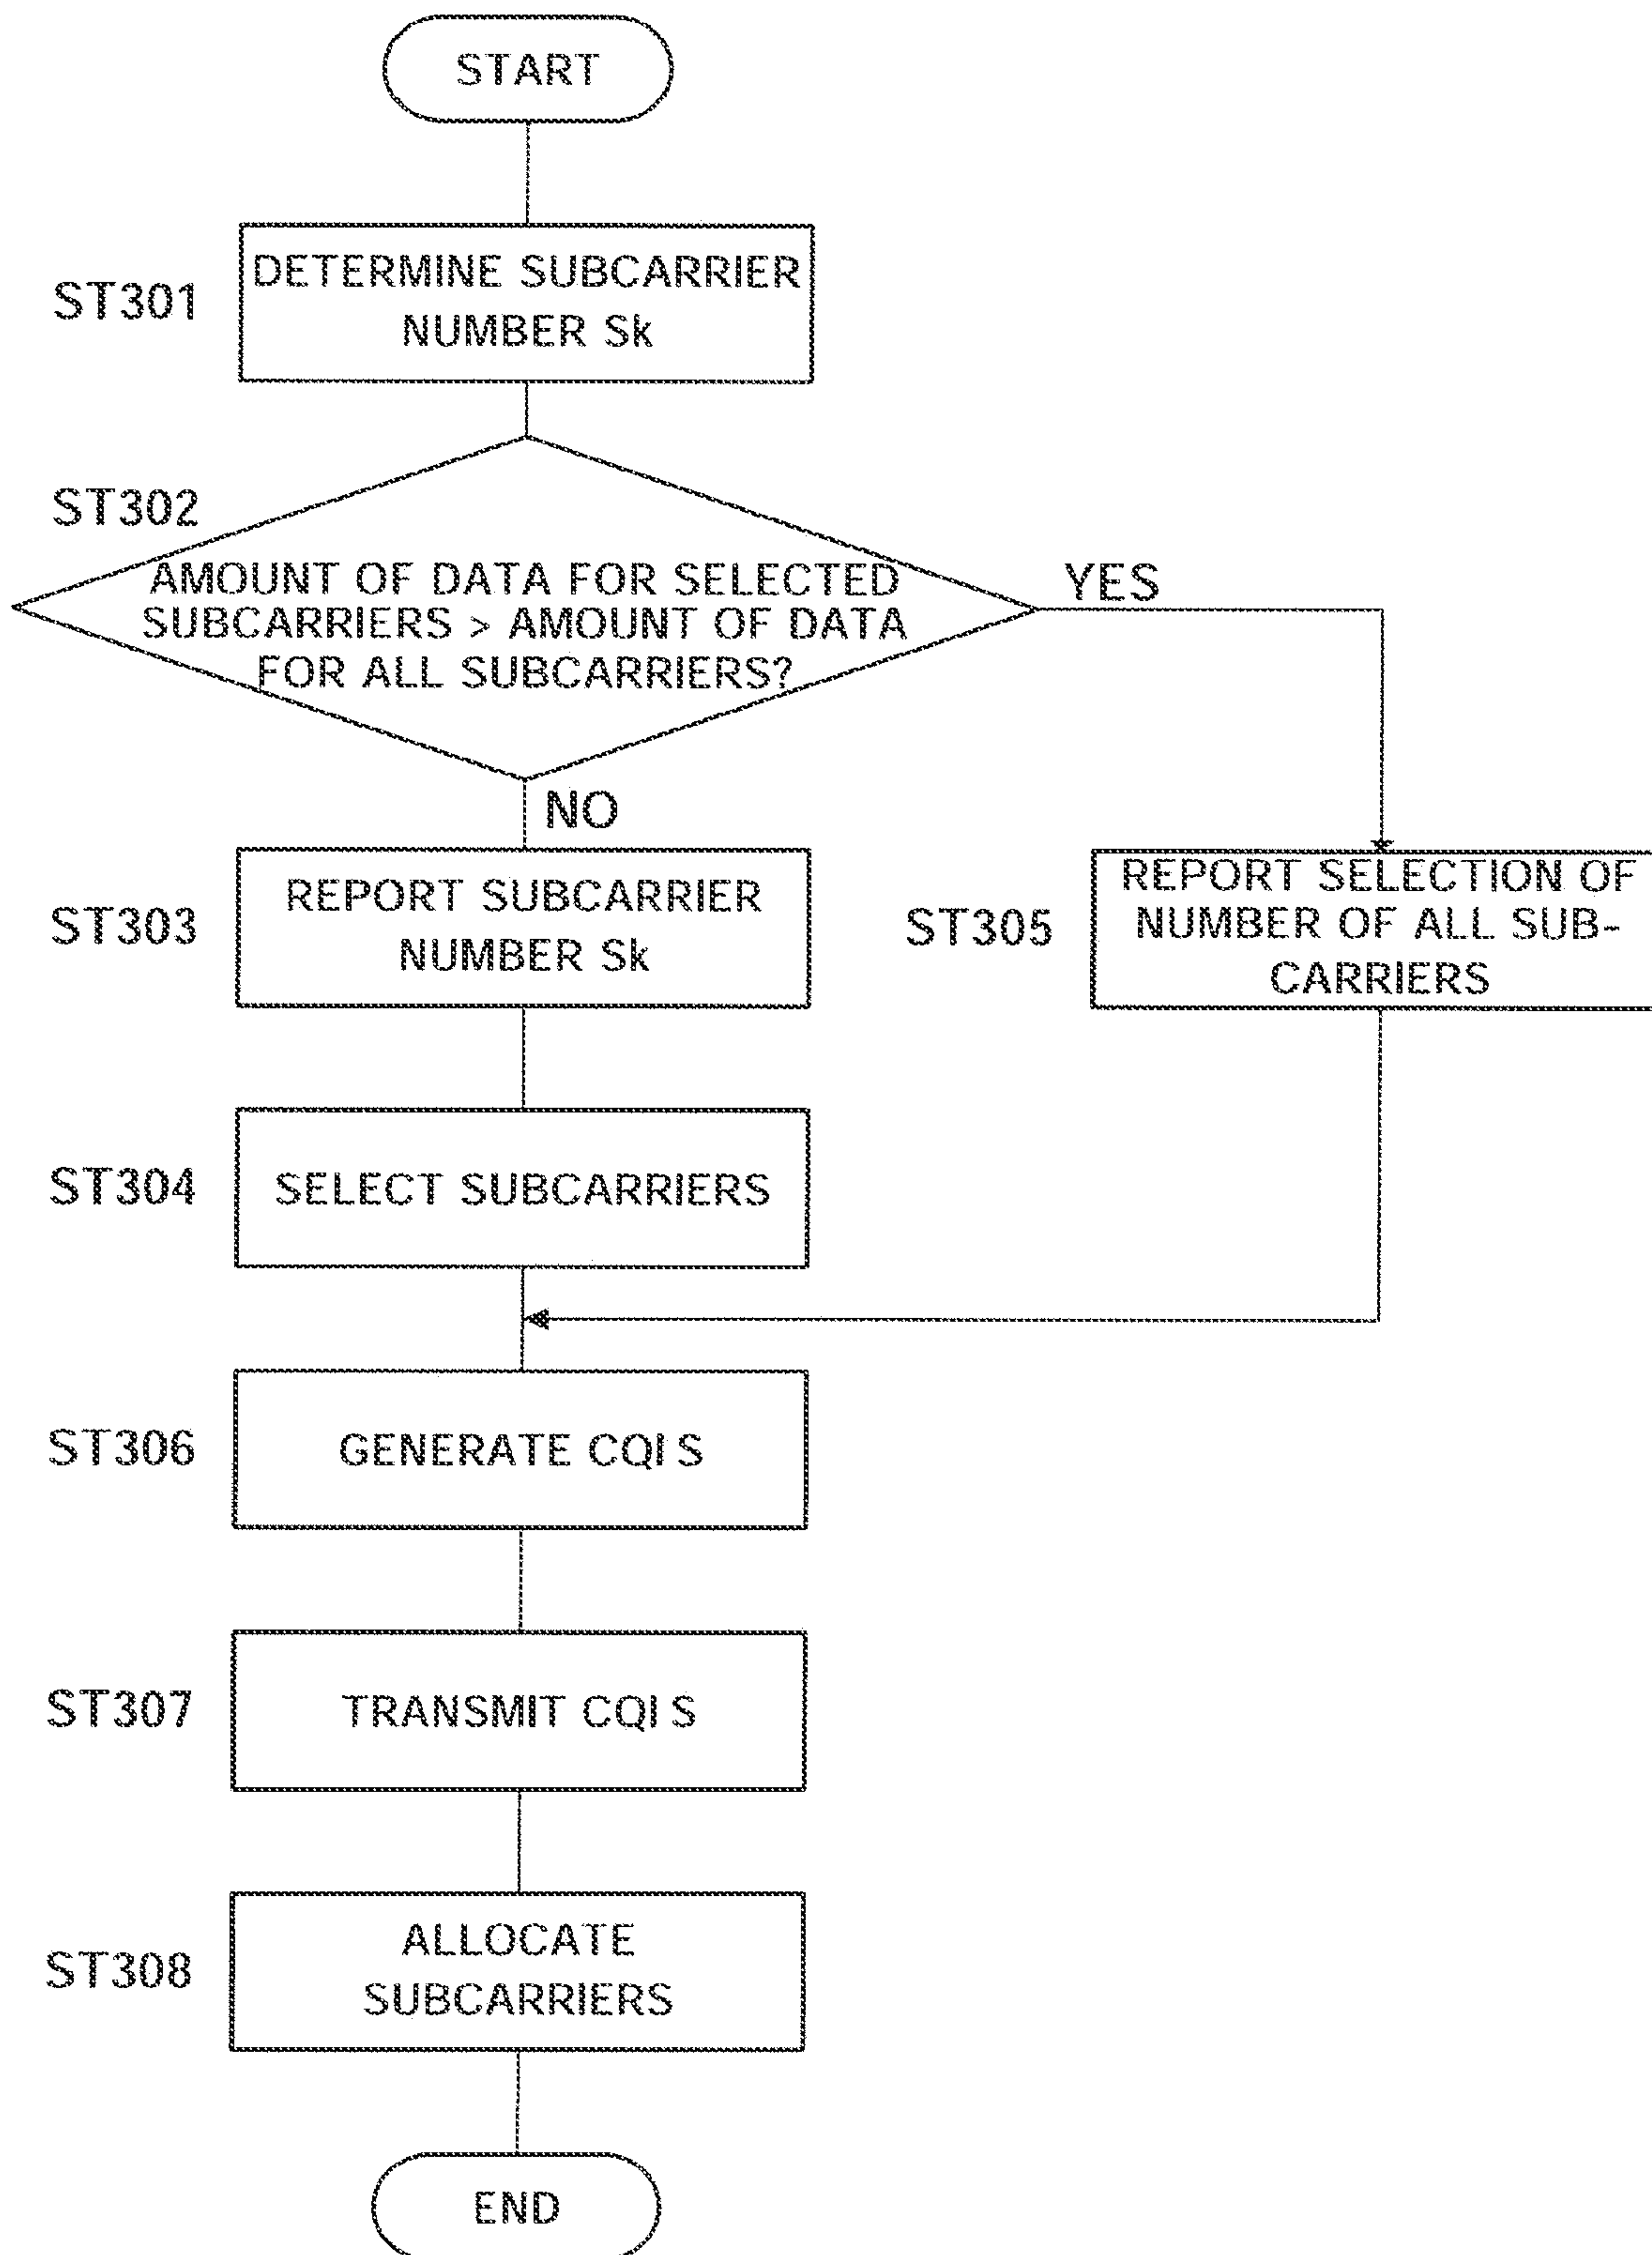 START
ST301
DETERMINE SUBCARRIER
NUMBER Sk
ST302
AMOUNT OF DATA FOR SELECTED
SUBCARRIERS > AMOUNT OF DATA
FOR ALL SUBCARRIERS?
YES
NO
ST303
REPORT SUBCARRIER
NUMBER Sk
ST305
REPORT SELECTION OF
NUMBER OF ALL SUB-
CARRIERS
ST304
SELECT SUBCARRIERS
ST306
GENERATE CQI S
ST307
TRANSMIT CQI S
ST308
ALLOCATE
SUBCARRIERS
END